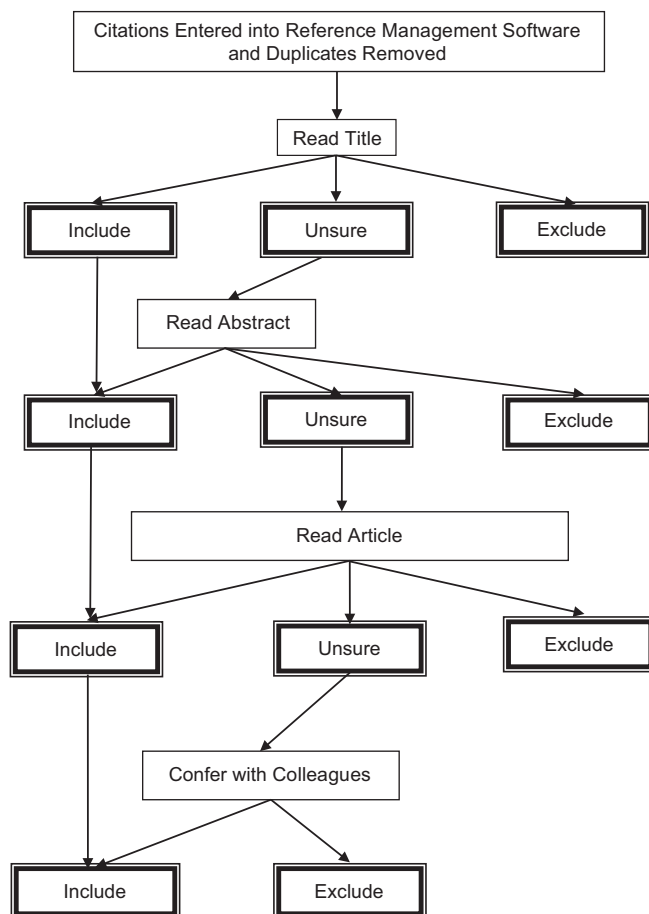 Citations Entered into Reference Management Software
and Duplicates Removed
Read Title
Include
Unsure
Exclude
Read Abstract
Include
Unsure
Exclude
Read Article
Include
Unsure
Exclude
Confer with Colleagues
Include
Exclude